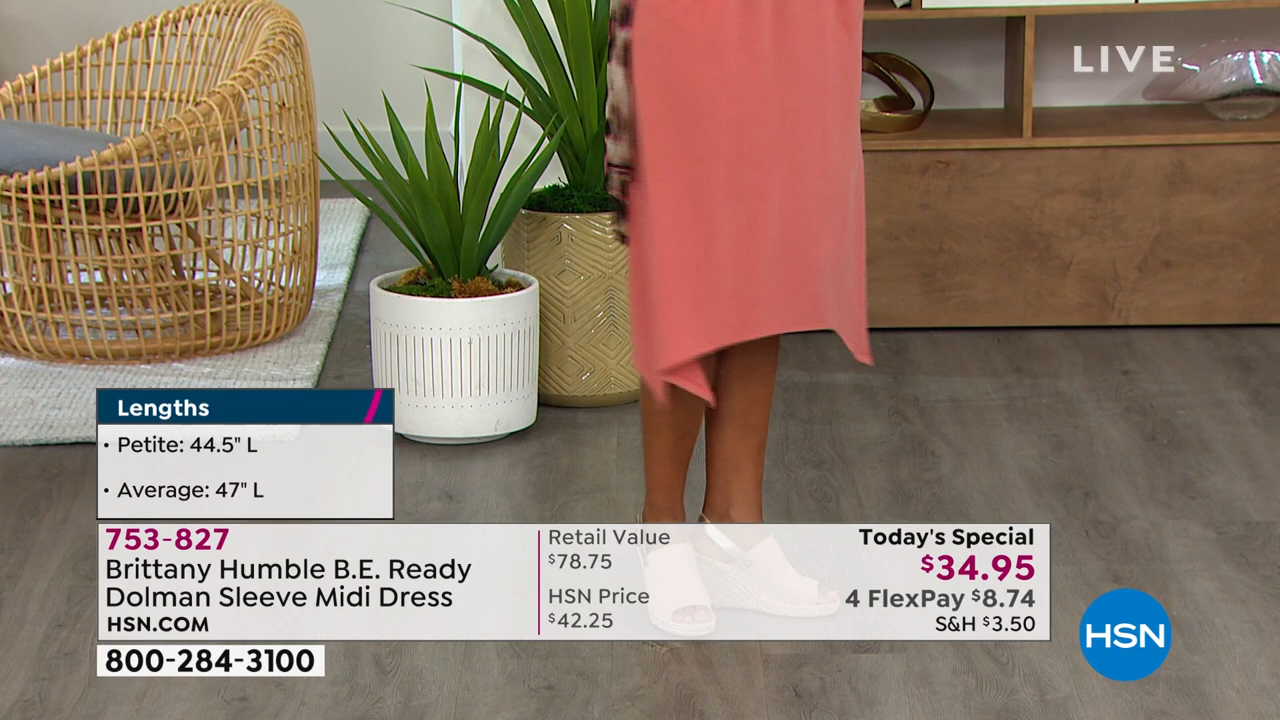 LIVE
Lengths
• Petite: 44.5" L
• Average: 47" L
753-827
Brittany Humble B.E. Ready
Dolman Sleeve Midi Dress
HSN.COM
Retail Value
$78.75
HSN Price
$42.25
Today's Special
$34.95
4 FlexPay $8.74
S&H $3.50
800-284-3100
HSN